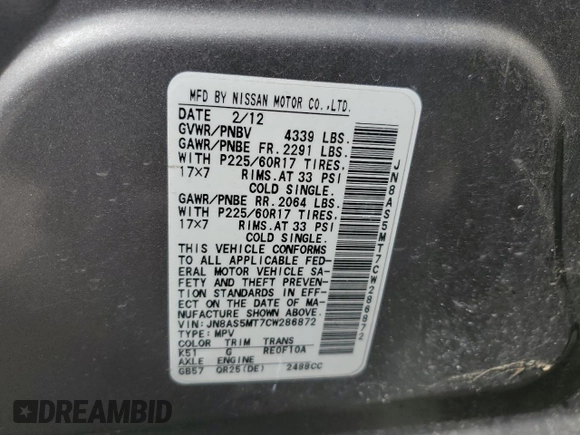 MFD BY NISSAN MOTOR CO.,LTD.
DATE 2/12
GVWR/PNBV 4339 LBS.
GAWR/PNBE FR. 2291 LBS.
WITH P225/60R17 TIRES.
17×7 RIMS. AT 33 PSI
COLD SINGLE.
GAWR/PNBE RR. 2064 LBS.
WITH P225/60R17 TIRES.
17×7 RIMS. AT 33 PSI
COLD SINGLE.
THIS VEHICLE CONFORMS
TO ALL APPLICABLE FED-
ERAL MOTOR VEHICLE SA-
FETY AND THEFT PREVEN-
TION STANDARDS IN EFF-
ECT ON THE DATE OF MA-
NUFACTURE SHOWN ABOVE.
VIN: JN8AS5MT7CW286872
TYPE: MPV
COLOR TRIM TRANS
K51 G RE0F10A
AXLE ENGINE
GB57 QR25(DE) 2488CC
JN8AS5MT7CW286872
DREAMBID